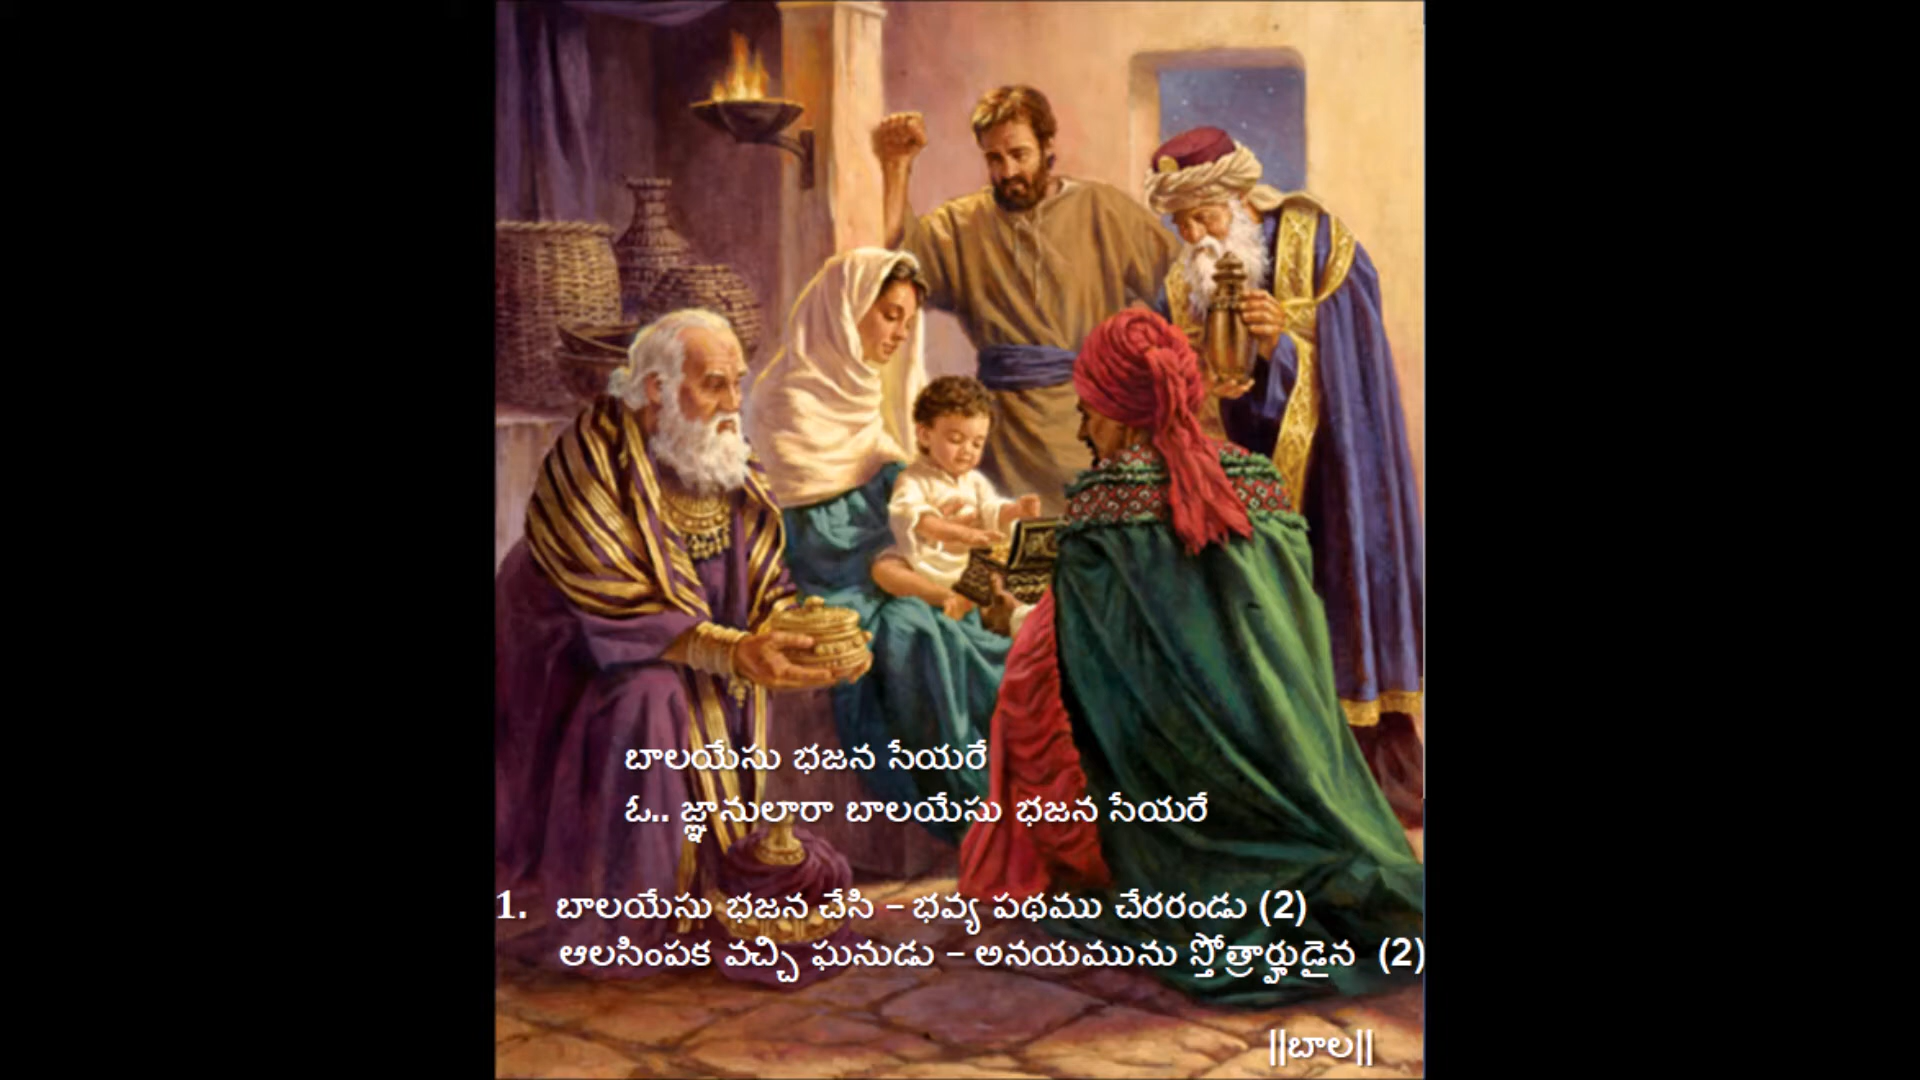 బాలయేసు భజన సేయరే
ఓ.. జ్ఞానులారా బాలయేసు భజన సేయరే
1. బాలయేసు భజన చేసి – భవ్య పథము చేరరండు (2)
ఆలసింపక వచ్చి ఘనుడు – అనయమును స్తోత్రార్హుడైన (2)
||బాల||